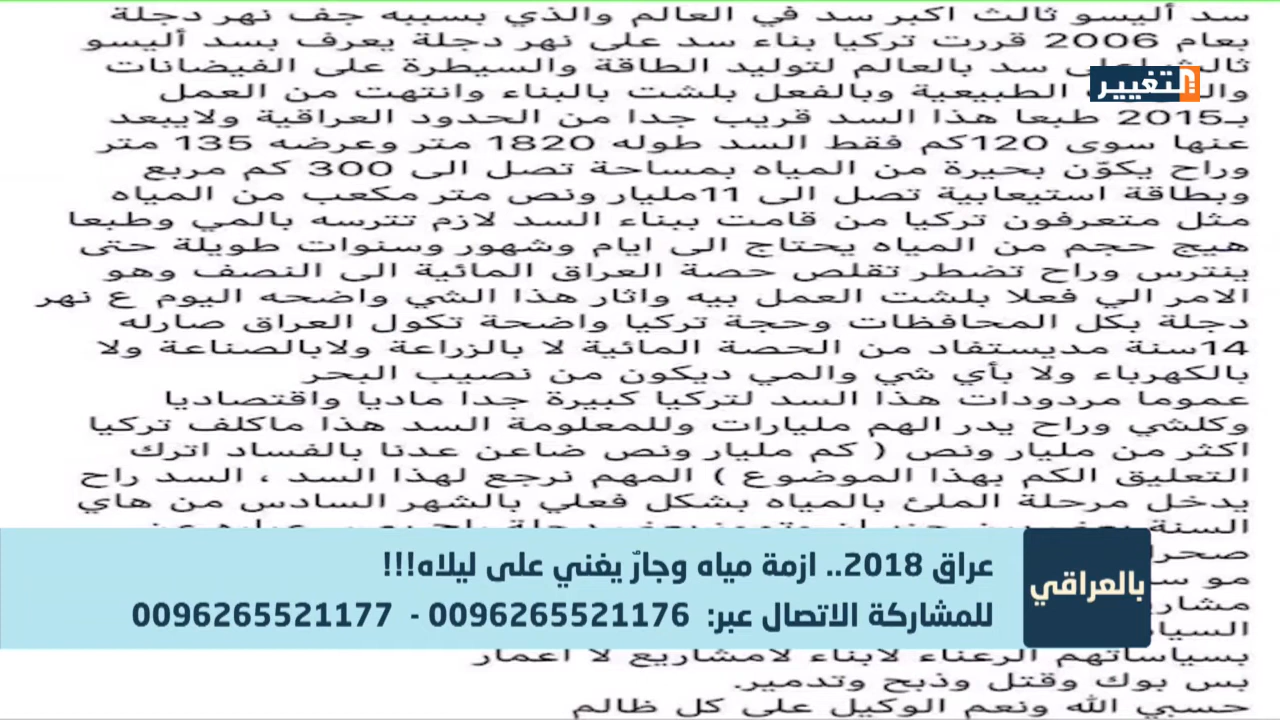 سد أليسو ثالث اكبر سد في العالم والذي بسببه جف نهر دجلة
بعام 2006 قررت تركيا بناء سد على نهر دجلة يعرف بسد أليسو
ثالث اعلى سد بالعالم لتوليد الطاقة والسيطرة على الفيضانات
الطبيعية وبالفعل بلشت بالبناء وانتهت من العمل
التغيير
بـ2015 طبعا هذا السد قريب جدا من الحدود العراقية ولايبعد
عنها سوى 120كم فقط السد طوله 1820 متر وعرضه 135 متر
وراح يكوّن بحيرة من المياه بمساحة تصل الى 300 كم مربع
وبطاقة استيعابية تصل الى 11مليار ونص متر مكعب من المياه
مثل متعرفون تركيا من قامت ببناء السد لازم تترسه بالمي وطبعا
هيج حجم من المياه يحتاج الى ايام وشهور وسنوات طويلة حتى
ينترس وراح تضطر تقلص حصة العراق المائية الى النصف وهو
الامر الي فعلا بلشت العمل بيه واثار هذا الشي واضحه اليوم ع نهر
دجلة بكل المحافظات وحجة تركيا واضحة تكول العراق صارله
14سنة مديستفاد من الحصة المائية لا بالزراعة ولابالصناعة ولا
بالكهرباء ولا بأي شي والمي ديكون من نصيب البحر
عموما مردودات هذا السد لتركيا كبيرة جدا ماديا واقتصاديا
وكلشي وراح يدر الهم مليارات وللمعلومة السد هذا ماكلف تركيا
اكثر من مليار ونص ( كم مليار ونص ضاعن عدنا بالفساد اترك
التعليق الكم بهذا الموضوع ) المهم نرجع لهذا السد ، السد راح
يدخل مرحلة الملئ بالمياه بشكل فعلي بالشهر السادس من هاي
السنة
صحرا
مو
مشاري
السيا
بالعراقي
عراق 2018.. ازمة مياه وجارٌ يغني على ليلاه!!!
للمشاركة الاتصال عبر: 0096265521176 - 0096265521177
بسياساتهم الرعناء لابناء لامشاريع لا اعمار
بس بوك وقتل وذبح وتدمير.
حسبي الله ونعم الوكيل على كل ظالم